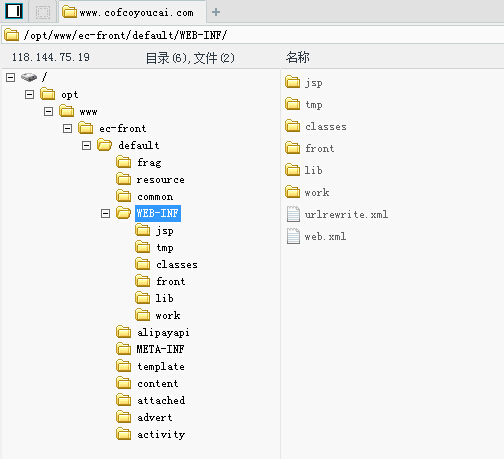 www.cofcoyoucai.com
/opt/www/ec-front/default/WEB-INF/
118.144.75.19 目录(6),文件(2) 名称
/
opt
www
ec-front
default
frag
resource
common
WEB-INF
jsp
tmp
classes
front
lib
work
alipayapi
META-INF
template
content
attached
advert
activity
jsp
tmp
classes
front
lib
work
urlrewrite.xml
web.xml